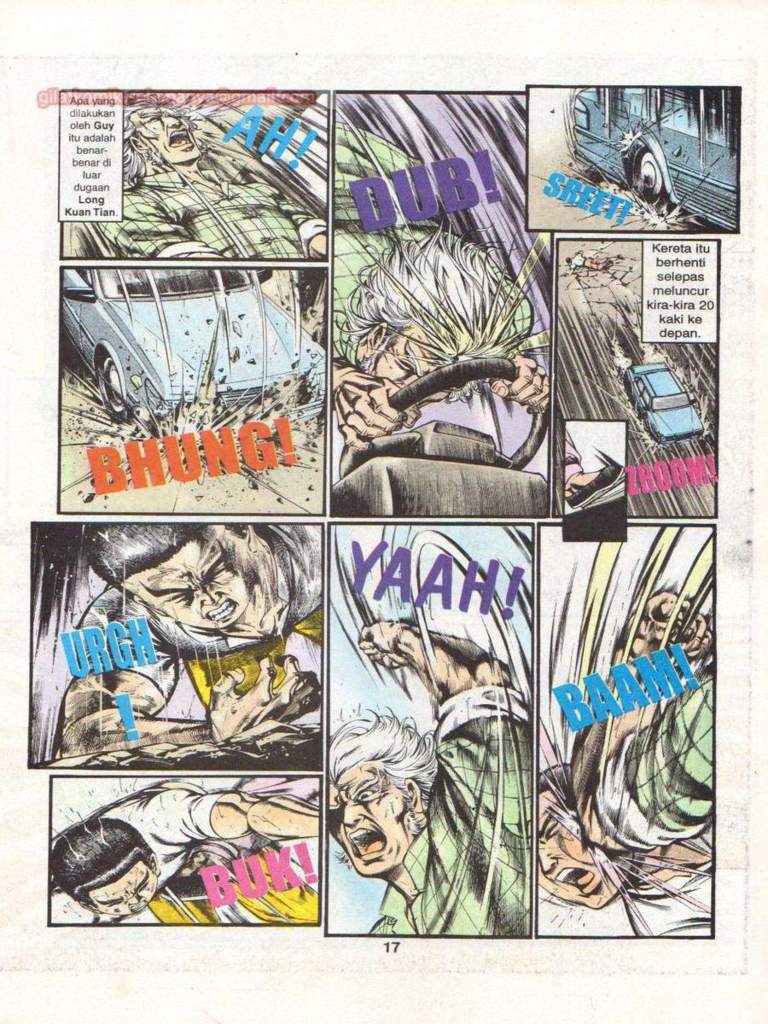 Apa yang
dilakukan
oleh Guy
itu adalah
benar-
benar di
luar
dugaan
Long
Kuan Tian.
AH!
DUB!
SREET!
BHUNG!
Kereta itu
berhenti
selepas
meluncur
kira-kira 20
kaki ke
depan.
ZROOM!
URGH
!
YAAH!
BAAM!
BUK!
17